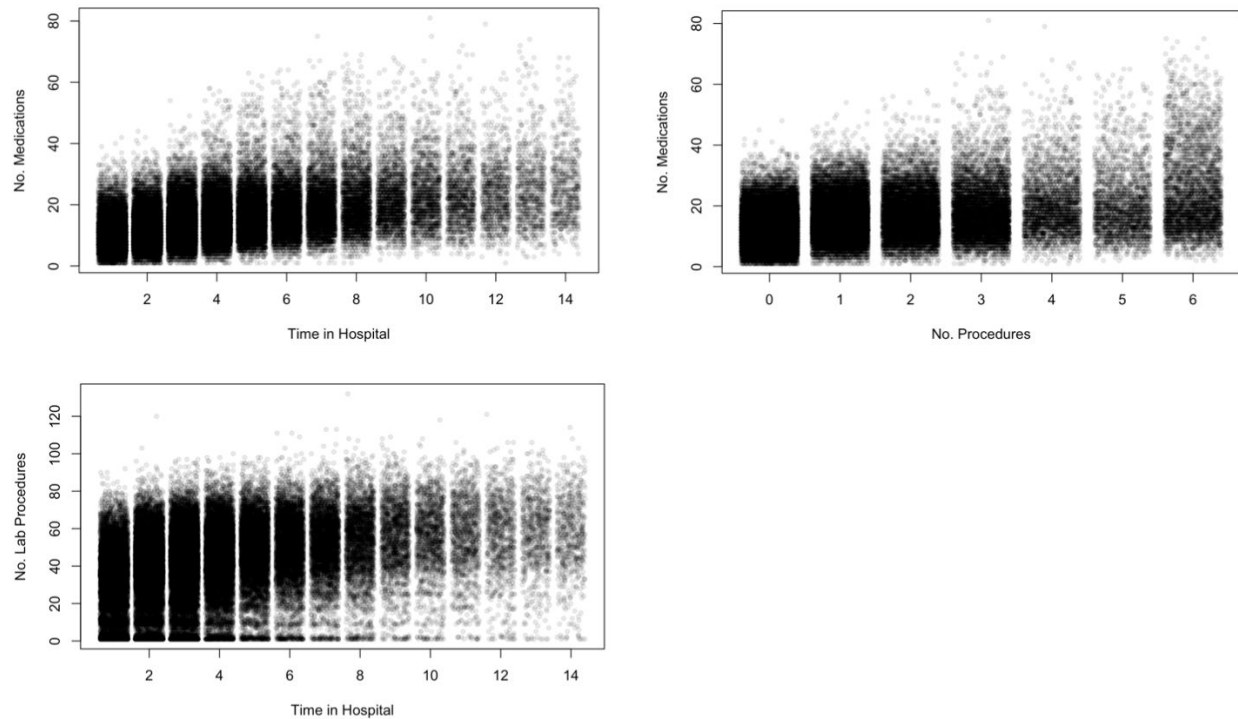 80
60
40
20
0
No. Medications
2 4 6 8 10 12 14
Time in Hospital
80
60
40
20
0
No. Medications
0 1 2 3 4 5 6
No. Procedures
120
100
80
60
40
20
0
No. Lab Procedures
2 4 6 8 10 12 14
Time in Hospital